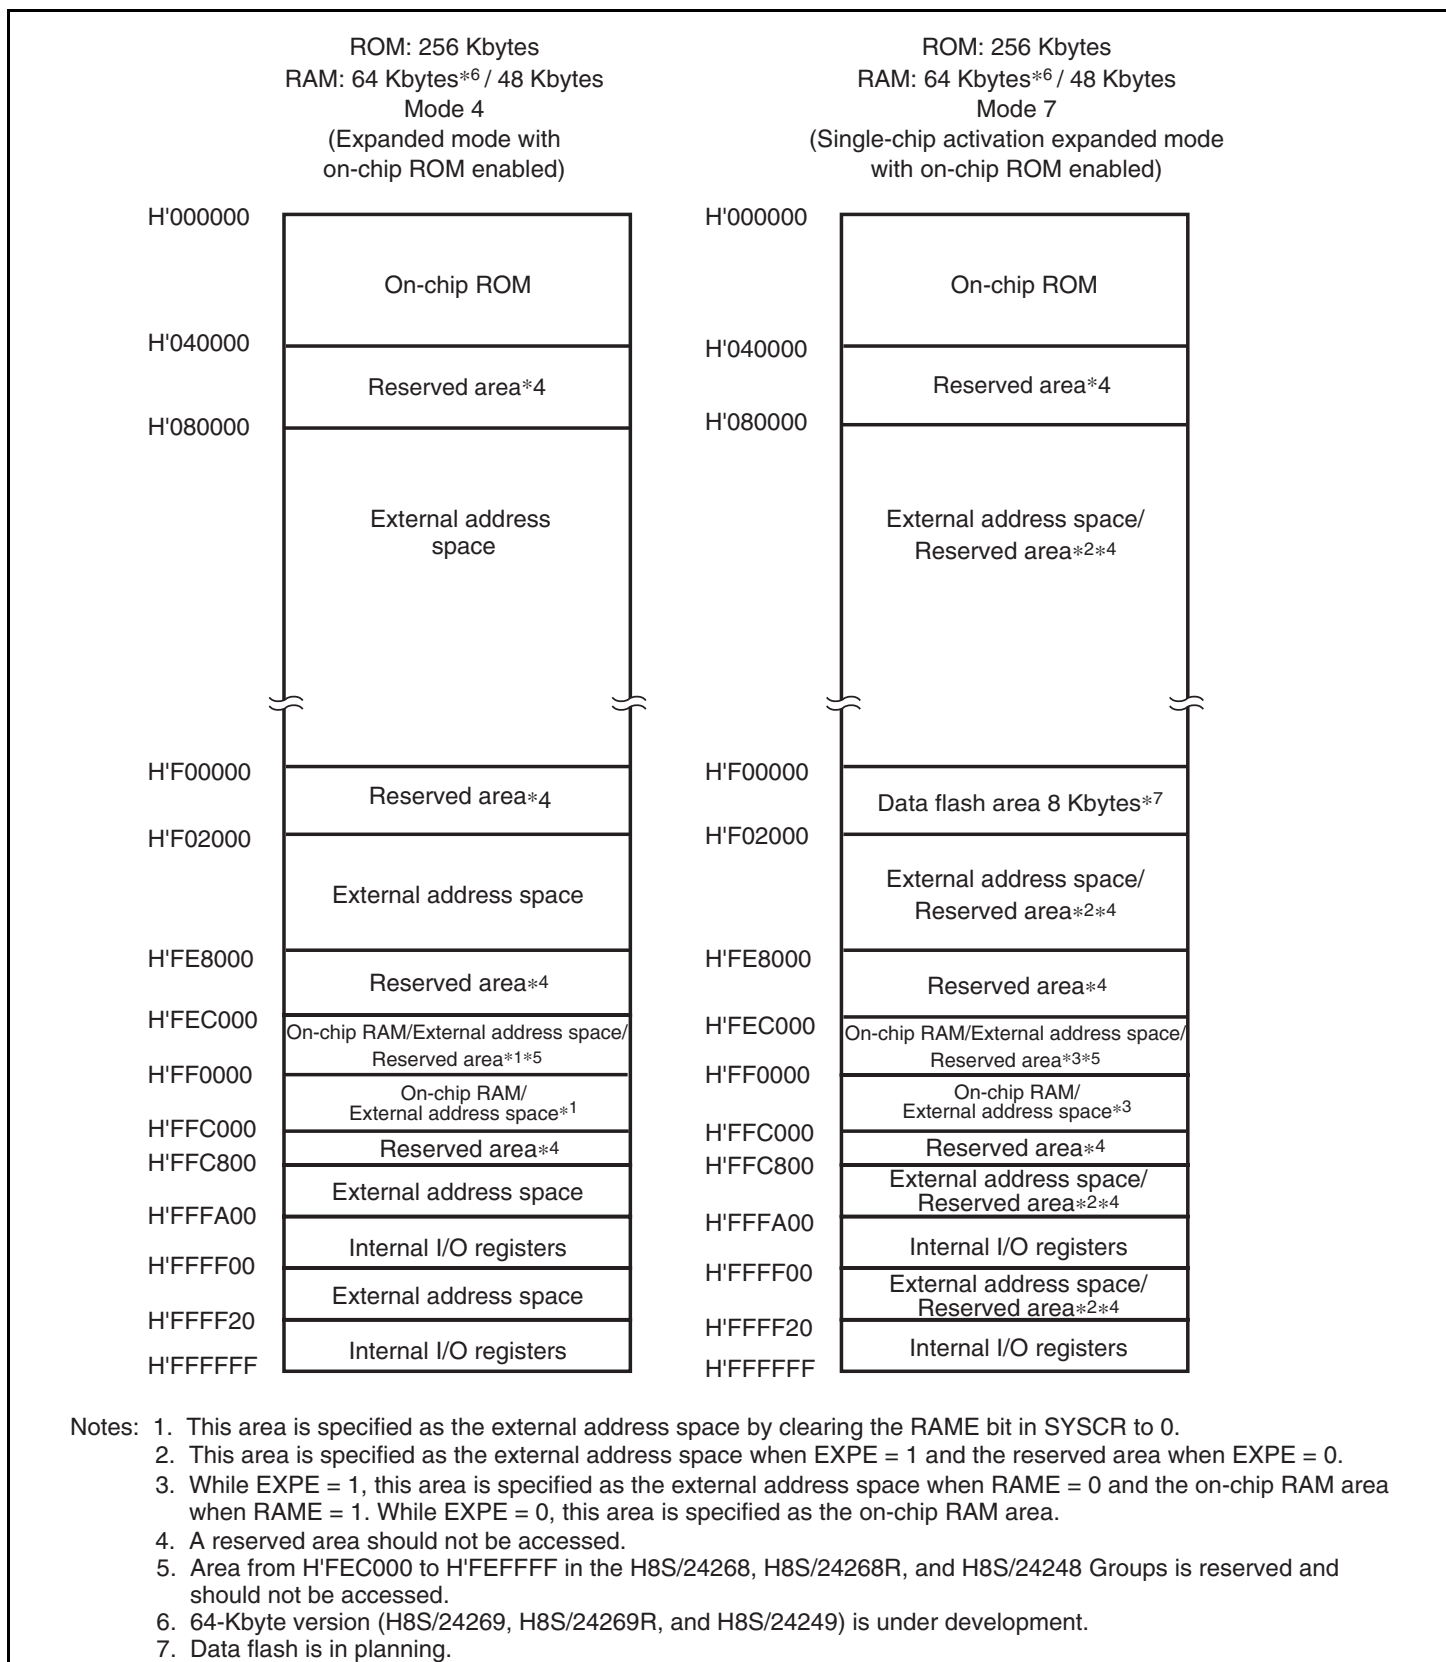 ROM: 256 Kbytes
RAM: 64 Kbytes*6 / 48 Kbytes
Mode 4
(Expanded mode with
on-chip ROM enabled)
H'000000
On-chip ROM
H'040000
Reserved area*4
H'080000
External address
space
H'F00000
Reserved area*4
H'F02000
External address space
H'FE8000
Reserved area*4
H'FEC000
On-chip RAM/External address space/
Reserved area*1*5
H'FF0000
On-chip RAM/
External address space*1
H'FFC000
Reserved area*4
H'FFC800
External address space
H'FFFA00
Internal I/O registers
H'FFFF00
External address space
H'FFFF20
Internal I/O registers
H'FFFFFF
ROM: 256 Kbytes
RAM: 64 Kbytes*6 / 48 Kbytes
Mode 7
(Single-chip activation expanded mode
with on-chip ROM enabled)
H'000000
On-chip ROM
H'040000
Reserved area*4
H'080000
External address space/
Reserved area*2*4
H'F00000
Data flash area 8 Kbytes*7
H'F02000
External address space/
Reserved area*2*4
H'FE8000
Reserved area*4
H'FEC000
On-chip RAM/External address space/
Reserved area*3*5
H'FF0000
On-chip RAM/
External address space*3
H'FFC000
Reserved area*4
H'FFC800
External address space/
Reserved area*2*4
H'FFFA00
Internal I/O registers
H'FFFF00
External address space/
Reserved area*2*4
H'FFFF20
Internal I/O registers
H'FFFFFF
Notes: 1. This area is specified as the external address space by clearing the RAME bit in SYSCR to 0.
2. This area is specified as the external address space when EXPE = 1 and the reserved area when EXPE = 0.
3. While EXPE = 1, this area is specified as the external address space when RAME = 0 and the on-chip RAM area
when RAME = 1. While EXPE = 0, this area is specified as the on-chip RAM area.
4. A reserved area should not be accessed.
5. Area from H'FEC000 to H'FEFFFF in the H8S/24268, H8S/24268R, and H8S/24248 Groups is reserved and
should not be accessed.
6. 64-Kbyte version (H8S/24269, H8S/24269R, and H8S/24249) is under development.
7. Data flash is in planning.